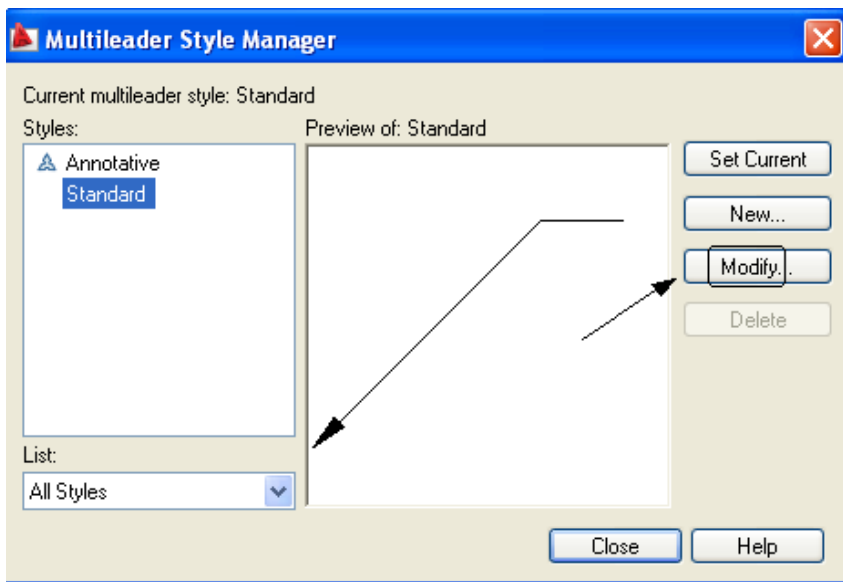 Multileader Style Manager
Current multileader style: Standard
Styles:
Preview of: Standard
Annotative
Standard
Set Current
New...
Modify...
Delete
List:
All Styles
Close
Help